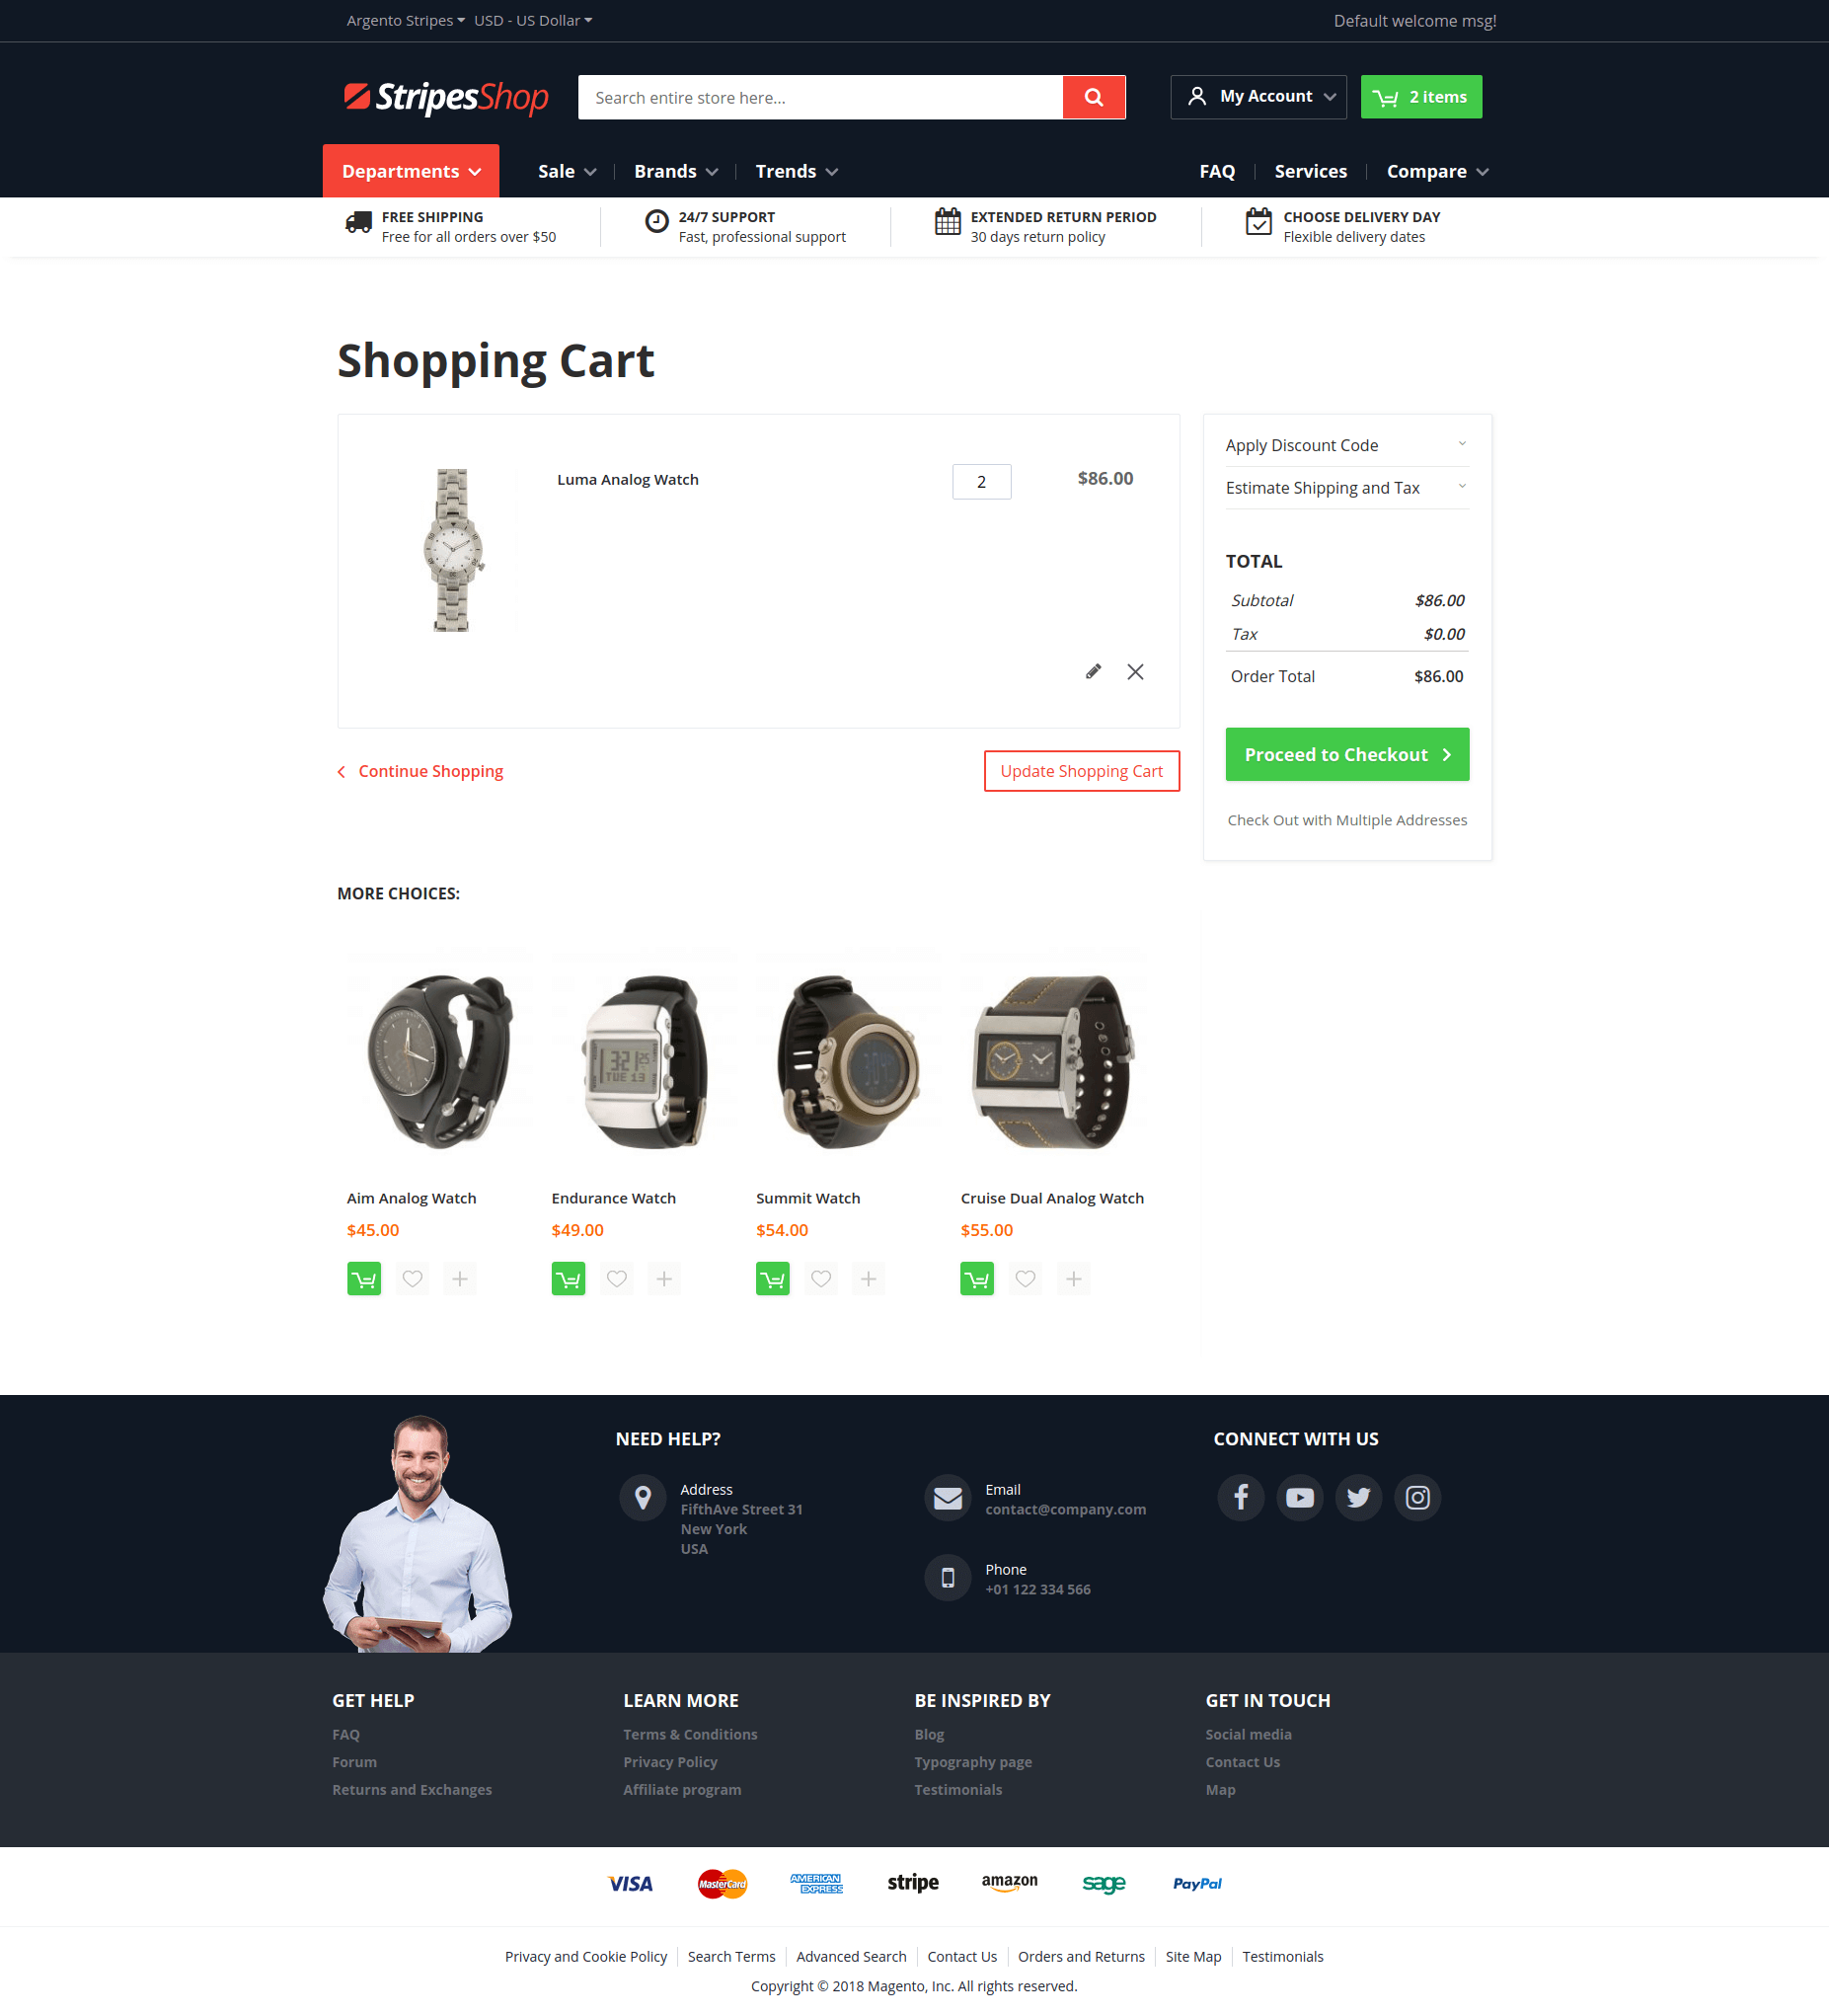 Argento Stripes USD - US Dollar Default welcome msg!
StripesShop Search entire store here... My Account 2 items
Departments Sale Brands Trends FAQ Services Compare
FREE SHIPPING
Free for all orders over $50
24/7 SUPPORT
Fast, professional support
EXTENDED RETURN PERIOD
30 days return policy
CHOOSE DELIVERY DAY
Flexible delivery dates
Shopping Cart
Luma Analog Watch 2 $86.00
Continue Shopping Update Shopping Cart
Apply Discount Code
Estimate Shipping and Tax
TOTAL
Subtotal $86.00
Tax $0.00
Order Total $86.00
Proceed to Checkout
Check Out with Multiple Addresses
MORE CHOICES:
Aim Analog Watch
$45.00
Endurance Watch
$49.00
Summit Watch
$54.00
Cruise Dual Analog Watch
$55.00
NEED HELP?
Address
FifthAve Street 31
New York
USA
Email
contact@company.com
Phone
+01 122 334 566
CONNECT WITH US
GET HELP
FAQ
Forum
Returns and Exchanges
LEARN MORE
Terms & Conditions
Privacy Policy
Affiliate program
BE INSPIRED BY
Blog
Typography page
Testimonials
GET IN TOUCH
Social media
Contact Us
Map
VISA MasterCard AMERICAN EXPRESS stripe amazon sage PayPal
Privacy and Cookie Policy Search Terms Advanced Search Contact Us Orders and Returns Site Map Testimonials
Copyright © 2018 Magento, Inc. All rights reserved.